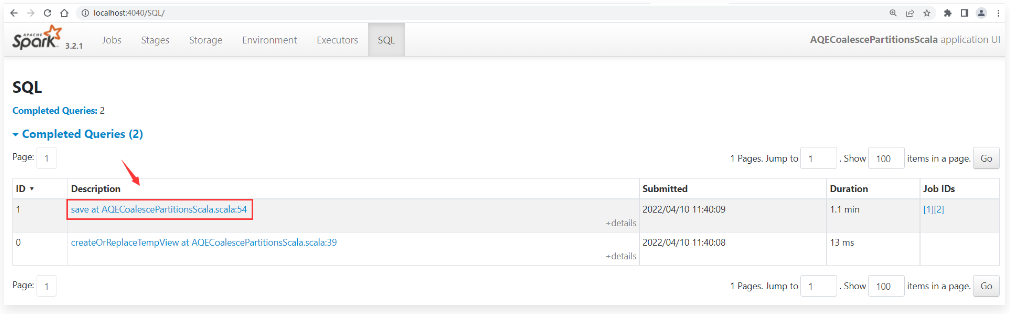 localhost:4040/SQL/
APACHE Spark 3.2.1 Jobs Stages Storage Environment Executors SQL AQECoalescePartitionsScala application UI
SQL
Completed Queries: 2
Completed Queries (2)
Page: 1 1 Pages. Jump to 1 . Show 100 items in a page. Go
ID ▾ Description Submitted Duration Job IDs
1 save at AQECoalescePartitionsScala.scala:54 2022/04/10 11:40:09 1.1 min [1][2]
+details
0 createOrReplaceTempView at AQECoalescePartitionsScala.scala:39 2022/04/10 11:40:08 13 ms
+details
Page: 1 1 Pages. Jump to 1 . Show 100 items in a page. Go